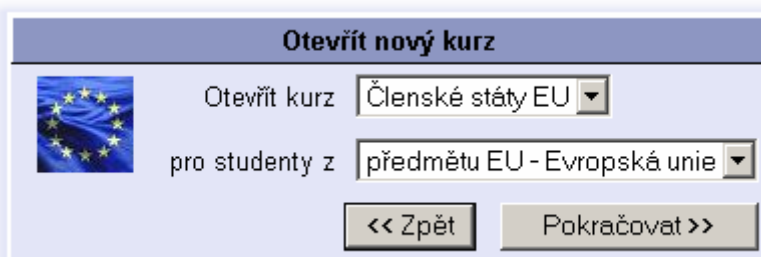 Otevřít nový kurz
Otevřít kurz Členské státy EU
pro studenty z předmětu EU - Evropská unie
<< Zpět Pokračovat >>